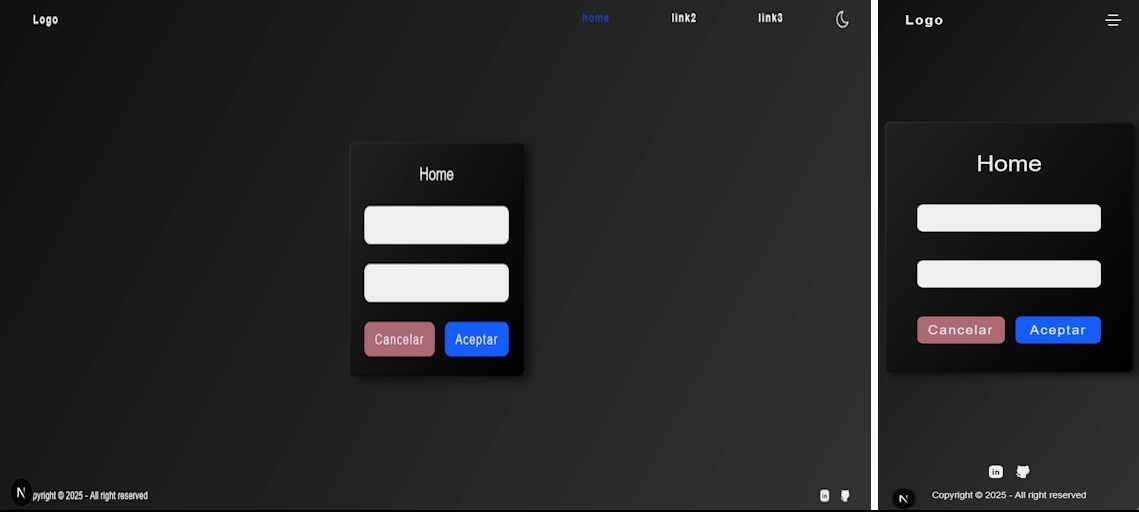 Logo
home link2 link3
Home
Cancelar Aceptar
N
pyright © 2025 - All right reserved
in
Logo
Home
Cancelar Aceptar
in
N
Copyright © 2025 - All right reserved